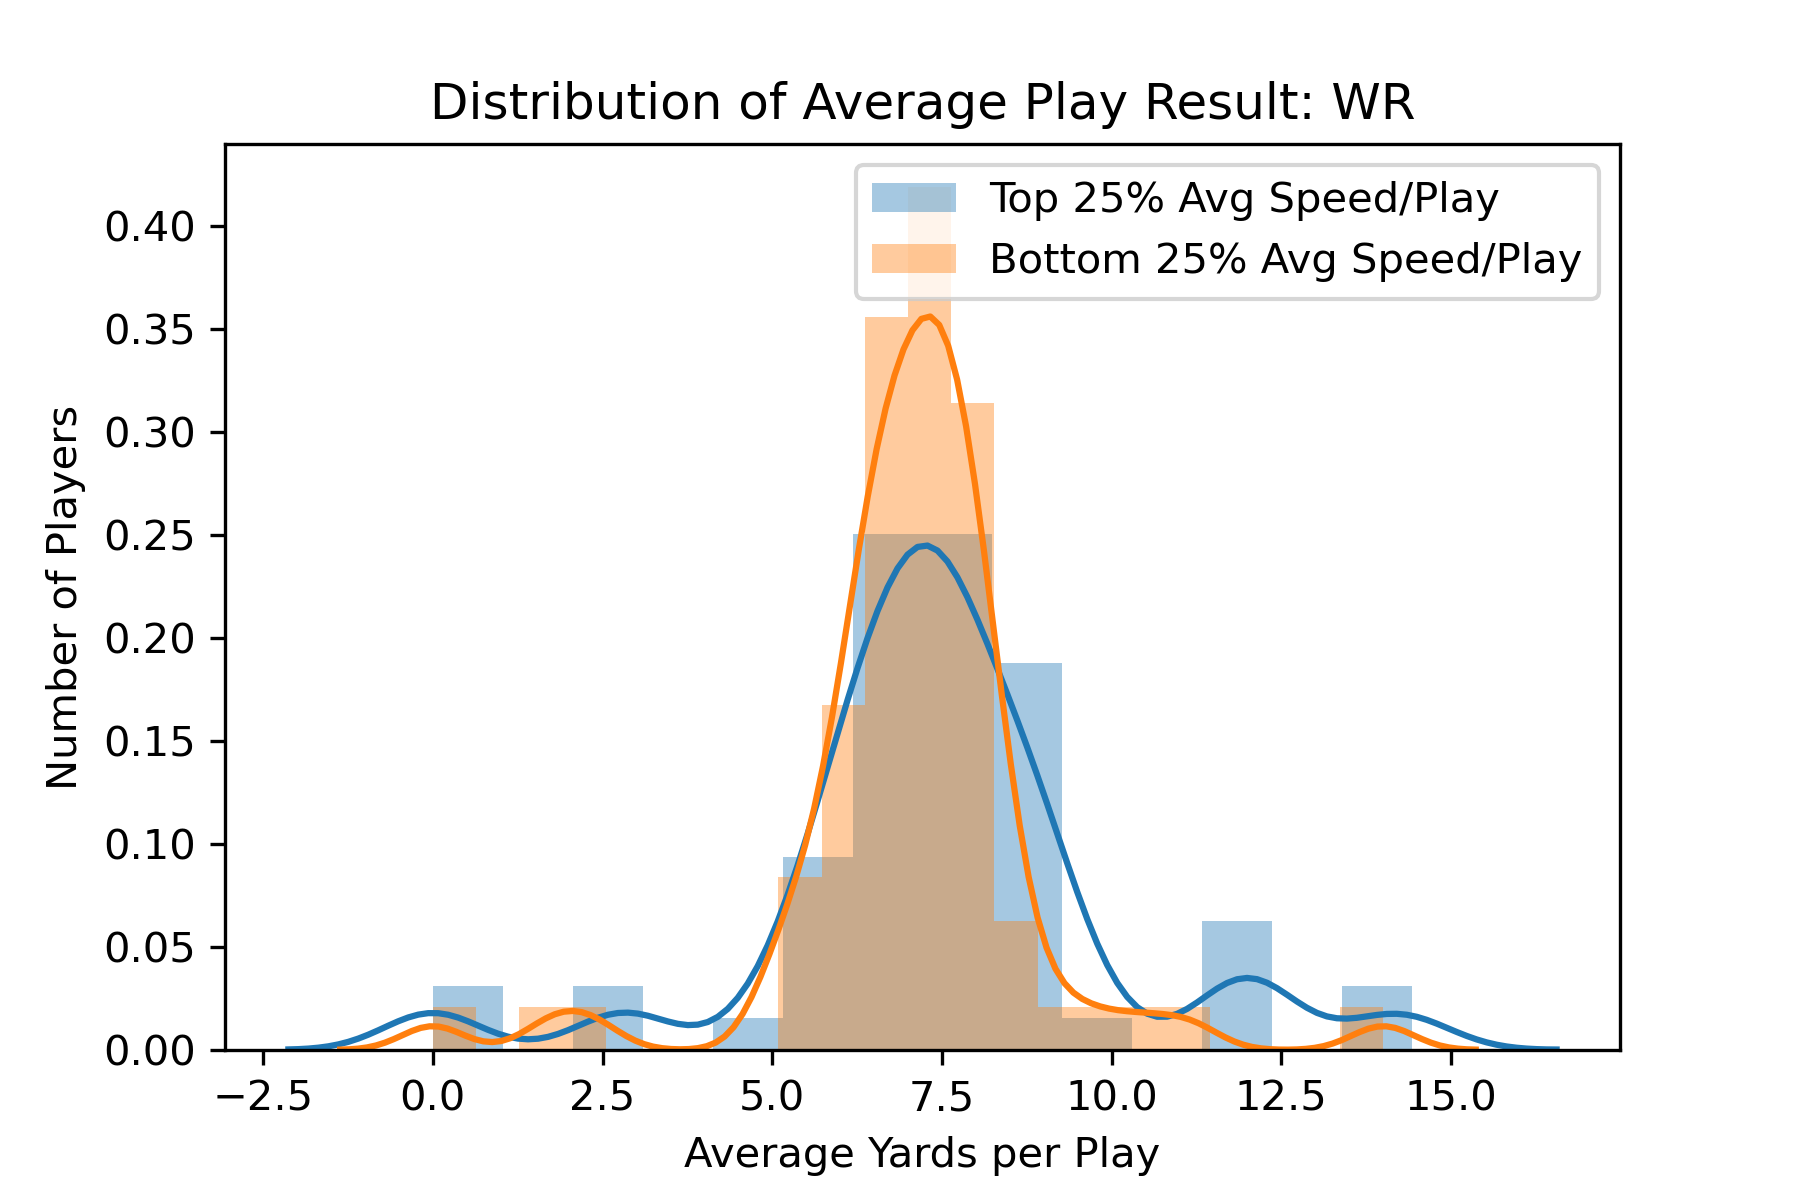 Distribution of Average Play Result: WR
Top 25% Avg Speed/Play
Bottom 25% Avg Speed/Play
Number of Players
0.40
0.35
0.30
0.25
0.20
0.15
0.10
0.05
0.00
−2.5 0.0 2.5 5.0 7.5 10.0 12.5 15.0
Average Yards per Play